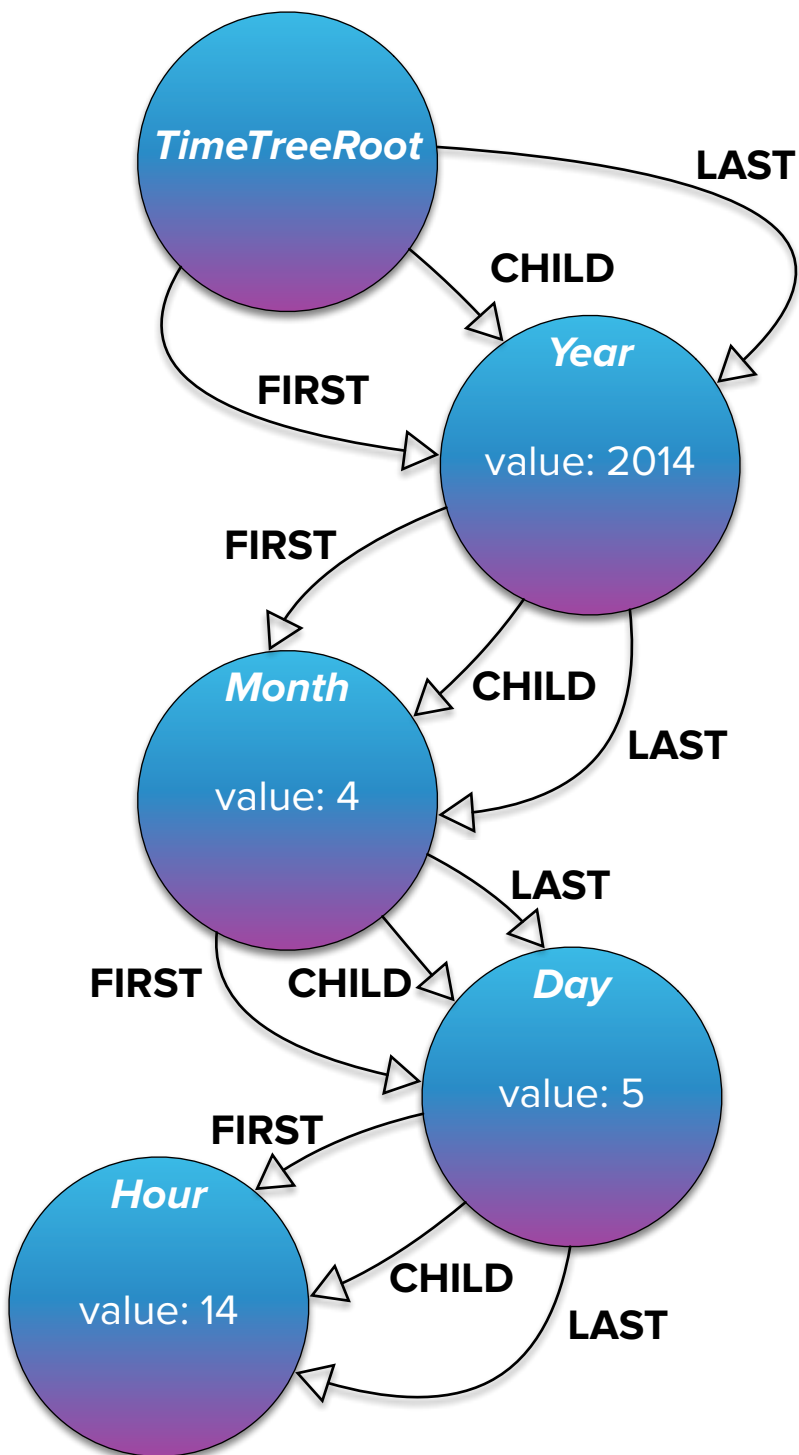 TimeTreeRoot
LAST
CHILD
FIRST
Year
value: 2014
FIRST
CHILD
LAST
Month
value: 4
LAST
FIRST
CHILD
Day
value: 5
FIRST
Hour
value: 14
CHILD
LAST